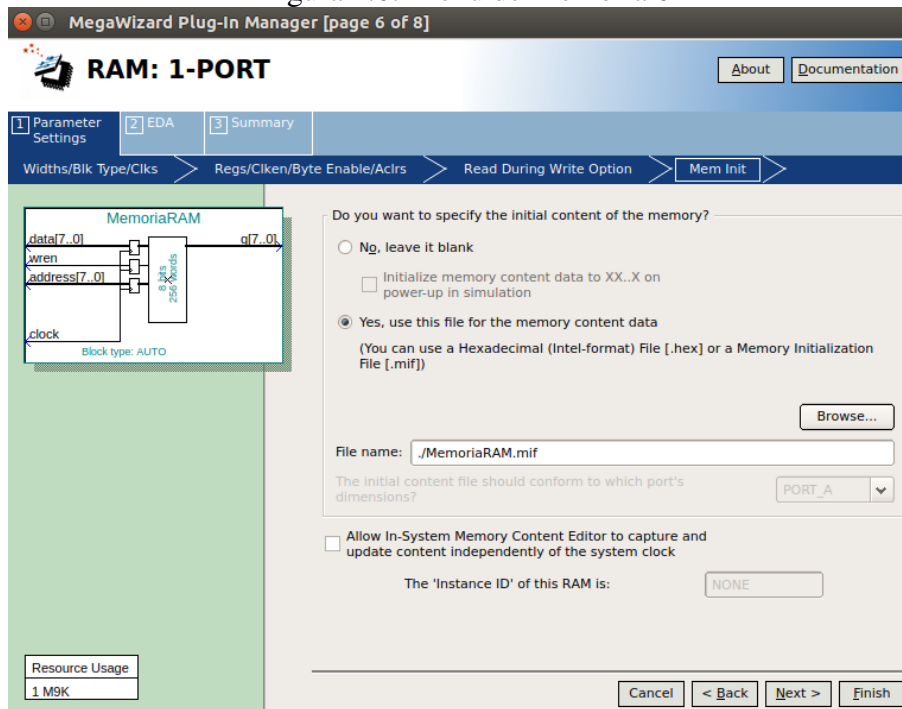 MegaWizard Plug-In Manager [page 6 of 8]
RAM: 1-PORT
About
Documentation
1 Parameter Settings
2 EDA
3 Summary
Widths/Blk Type/Clks
Regs/Clken/Byte Enable/Aclrs
Read During Write Option
Mem Init
MemoriaRAM
data[7..0]
q[7..0]
wren
address[7..0]
8 bits
256 words
clock
Block type: AUTO
Do you want to specify the initial content of the memory?
No, leave it blank
Initialize memory content data to XX..X on
power-up in simulation
Yes, use this file for the memory content data
(You can use a Hexadecimal (Intel-format) File [.hex] or a Memory Initialization
File [.mif])
Browse...
File name: ./MemoriaRAM.mif
The initial content file should conform to which port's
dimensions?
PORT_A
Allow In-System Memory Content Editor to capture and
update content independently of the system clock
The 'Instance ID' of this RAM is:
NONE
Resource Usage
1 M9K
Cancel
< Back
Next >
Finish